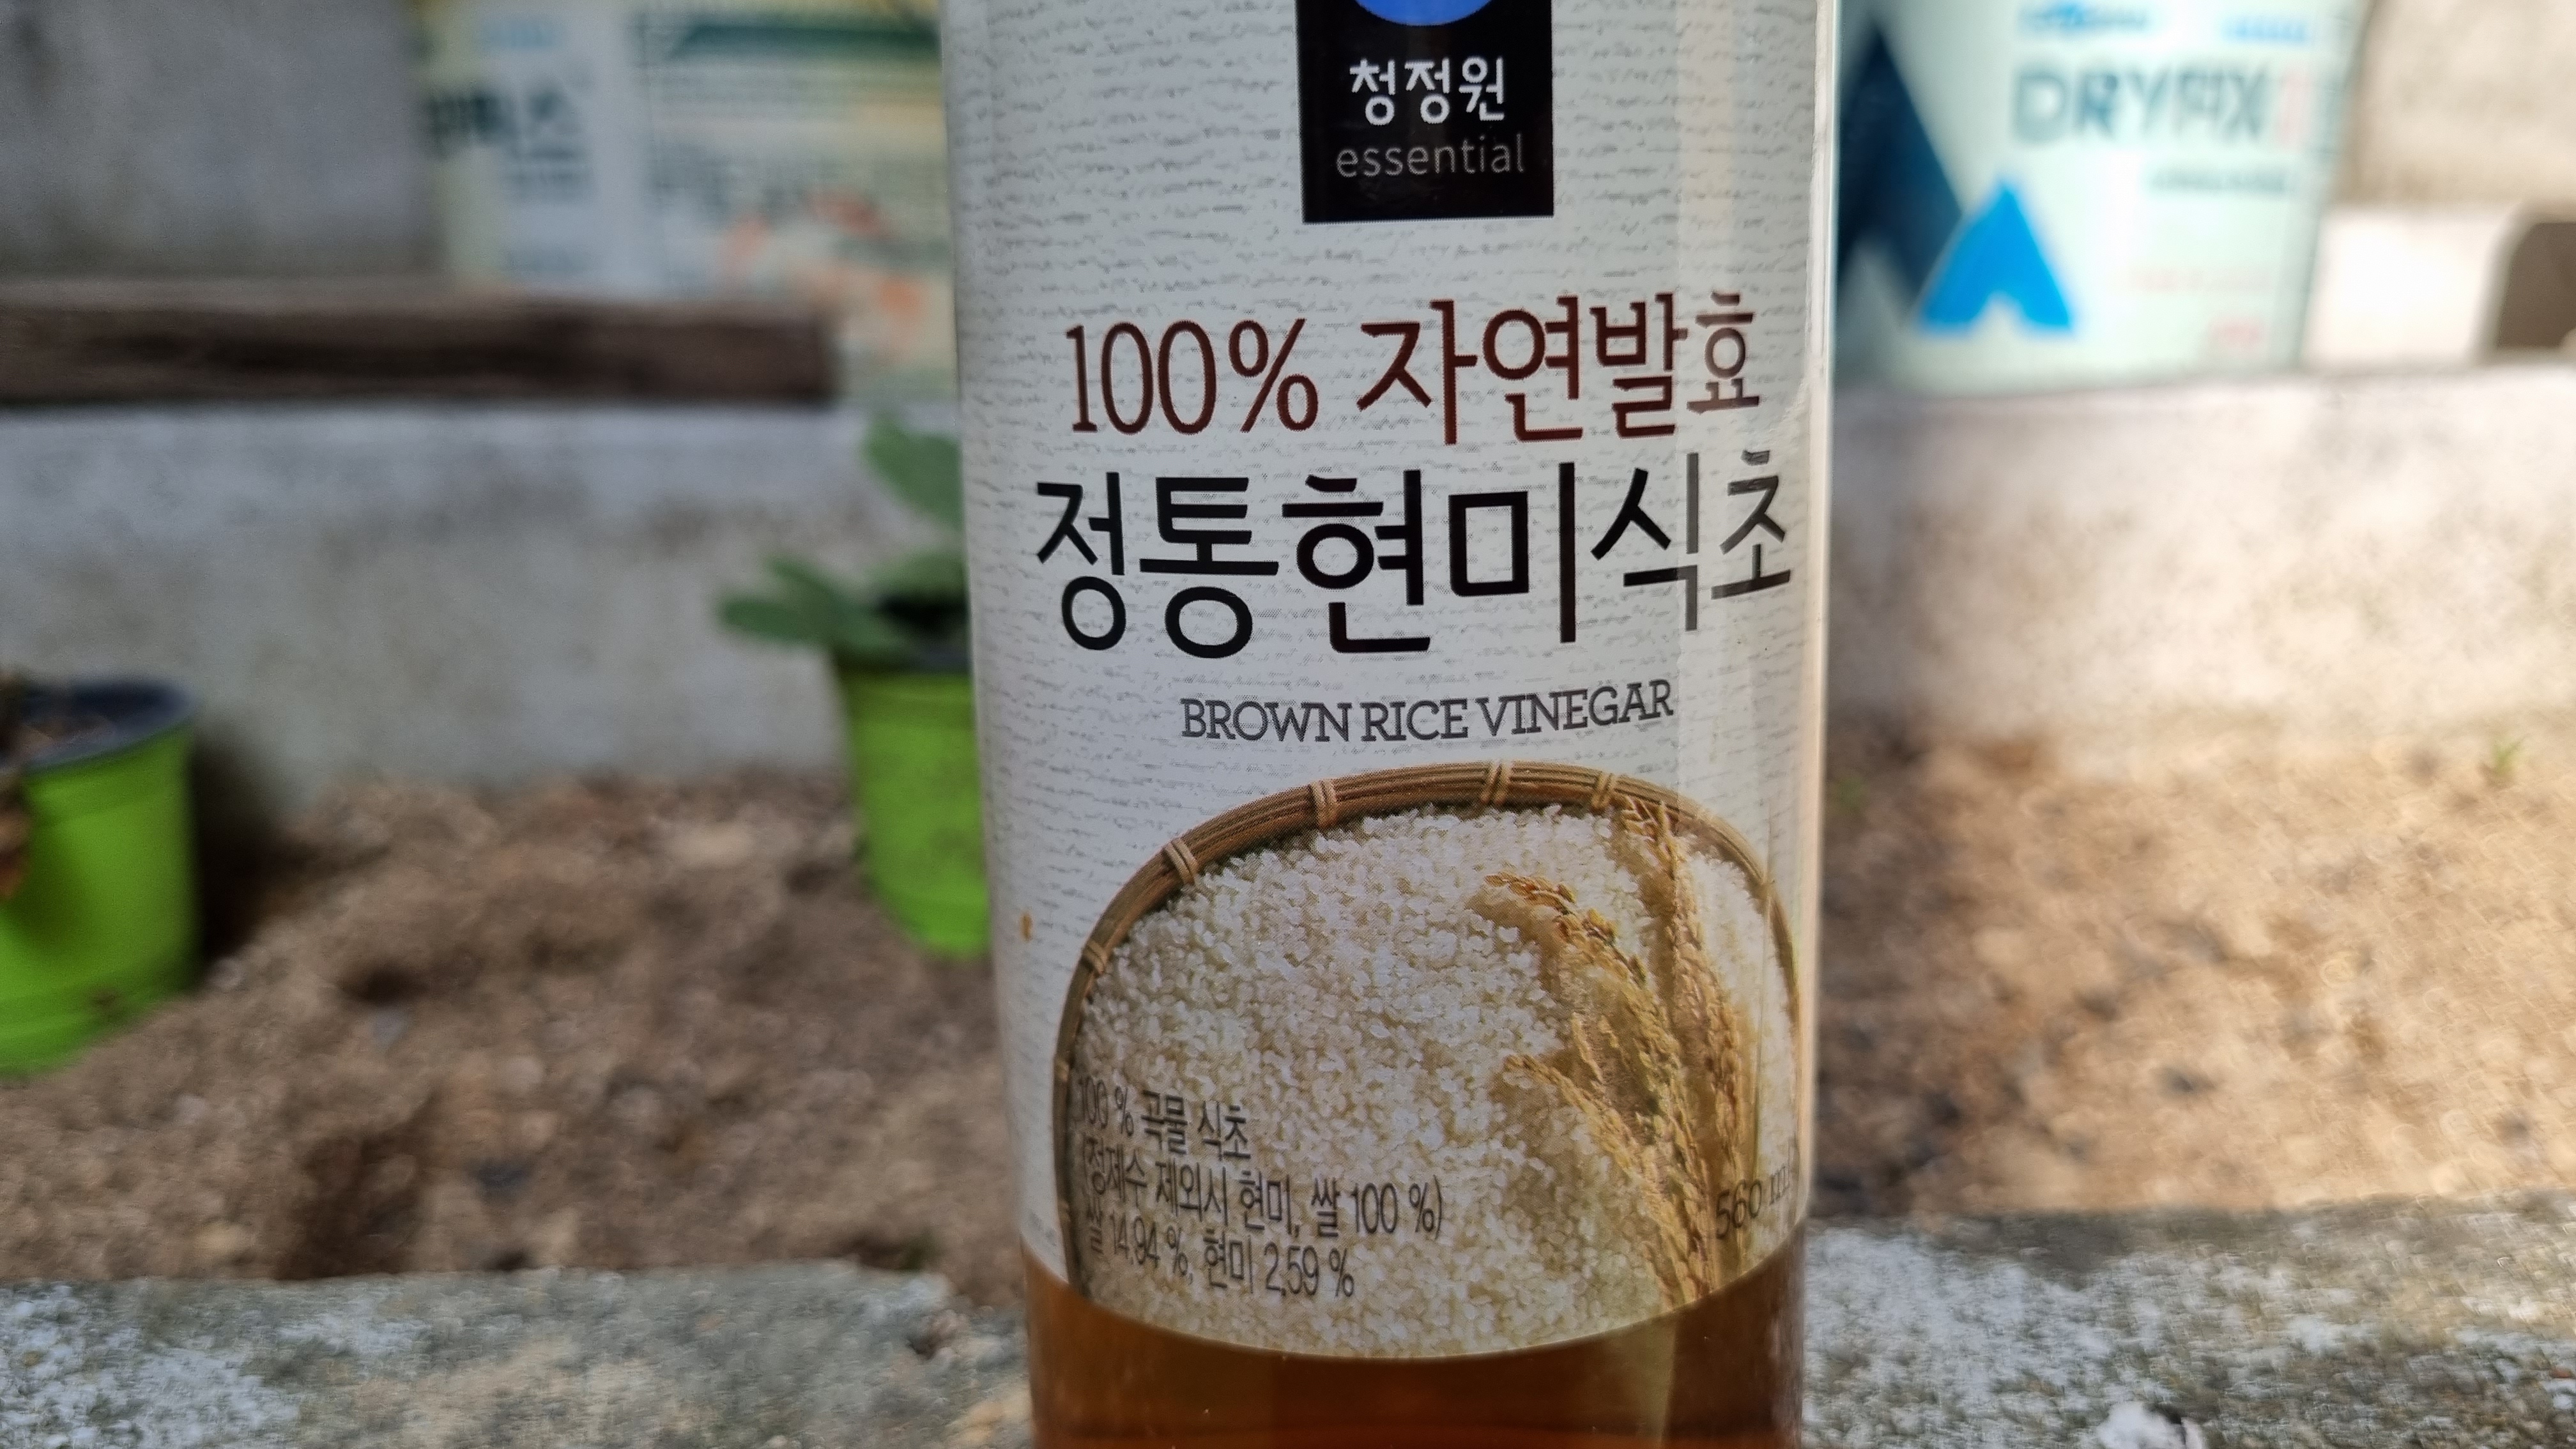 청정원
essential
100% 자연발효
정통현미식초
BROWN RICE VINEGAR
100 % 곡물 식초
(정제수 제외시 현미, 쌀 100 %)
쌀 14.94 %, 현미 2.59 %
560
DRYFIX